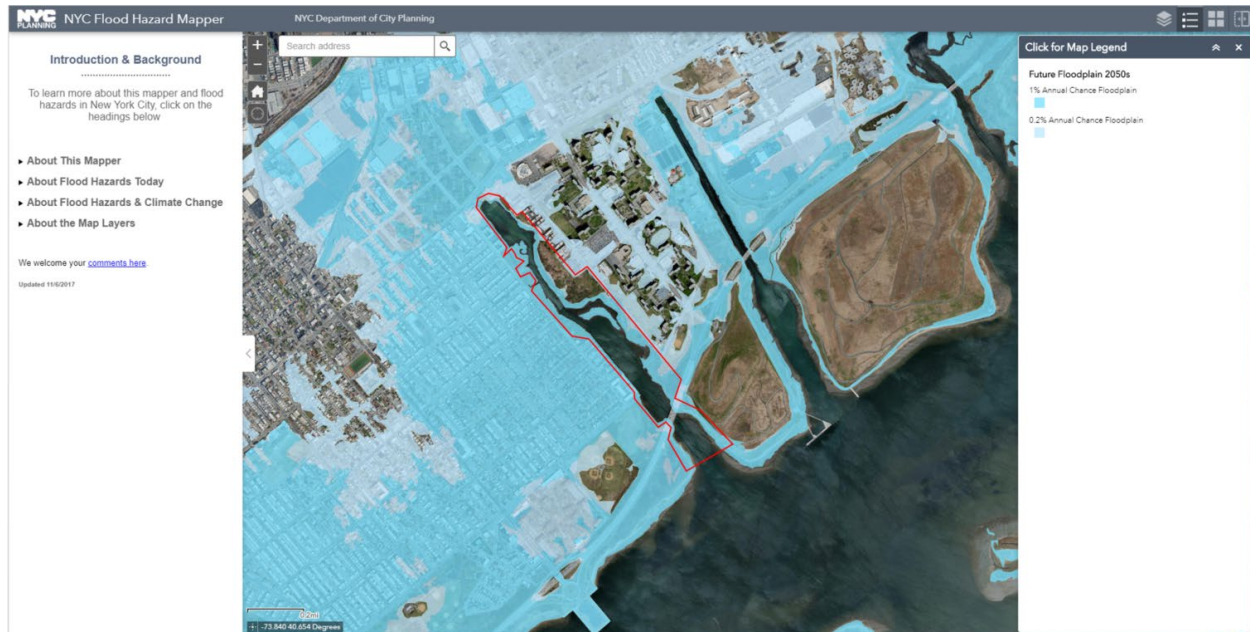 NYC
PLANNING
NYC Flood Hazard Mapper
NYC Department of City Planning
Introduction & Background
To learn more about this mapper and flood
hazards in New York City, click on the
headings below
About This Mapper
About Flood Hazards Today
About Flood Hazards & Climate Change
About the Map Layers
We welcome your comments here.
Updated 11/6/2017
+
Search address
−
0.2mi
-73.840 40.654 Degrees
Click for Map Legend
Future Floodplain 2050s
1% Annual Chance Floodplain
0.2% Annual Chance Floodplain